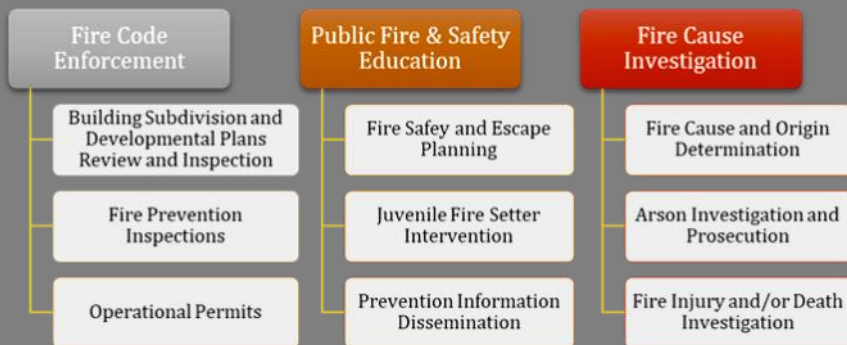 Fire Code
Enforcement
Building Subdivision and
Developmental Plans
Review and Inspection
Fire Prevention
Inspections
Operational Permits
Public Fire & Safety
Education
Fire Safey and Escape
Planning
Juvenile Fire Setter
Intervention
Prevention Information
Dissemination
Fire Cause
Investigation
Fire Cause and Origin
Determination
Arson Investigation and
Prosecution
Fire Injury and/or Death
Investigation